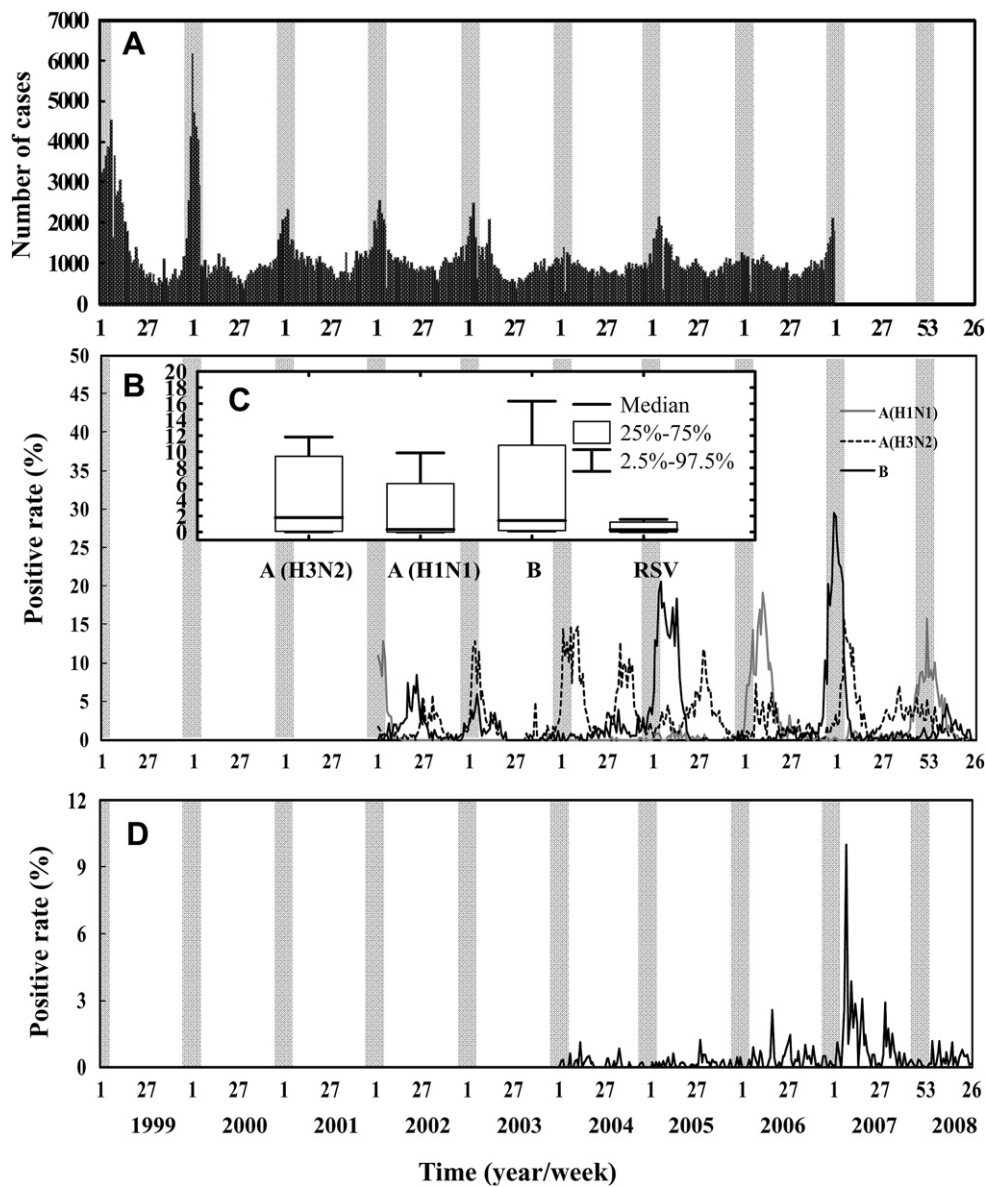 A
Number of cases
7000
6000
5000
4000
3000
2000
1000
0
1 27 1 27 1 27 1 27 1 27 1 27 1 27 1 27 1 27 53 26
B
Positive rate (%)
50
45
40
35
30
25
20
15
10
5
0
C
20
18
16
14
12
10
8
6
4
2
0
Median
25%-75%
2.5%-97.5%
A (H3N2) A (H1N1) B RSV
A(H1N1)
A(H3N2)
B
1 27 1 27 1 27 1 27 1 27 1 27 1 27 1 27 1 27 53 26
D
Positive rate (%)
12
9
6
3
0
1 27 1 27 1 27 1 27 1 27 1 27 1 27 1 27 1 27 53 26
1999 2000 2001 2002 2003 2004 2005 2006 2007 2008
Time (year/week)